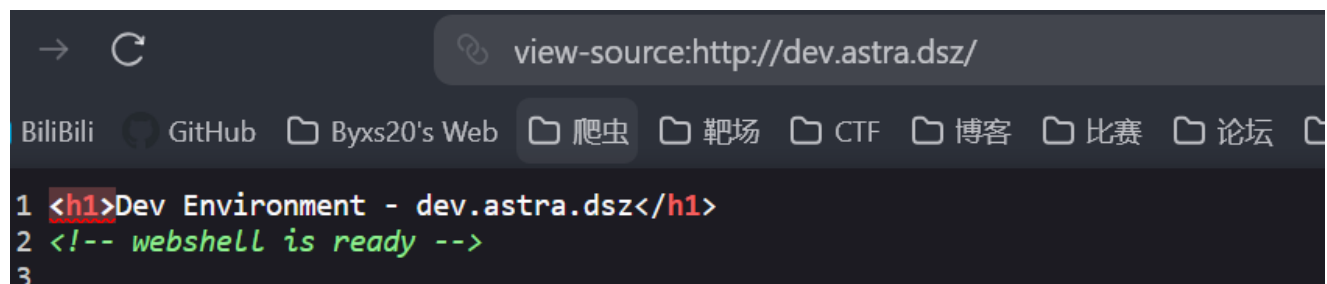 view-source:http://dev.astra.dsz/
BiliBili GitHub Byxs20's Web 爬虫 靶场 CTF 博客 比赛 论坛
1 <h1>Dev Environment - dev.astra.dsz</h1>
2 <!-- webshell is ready -->
3